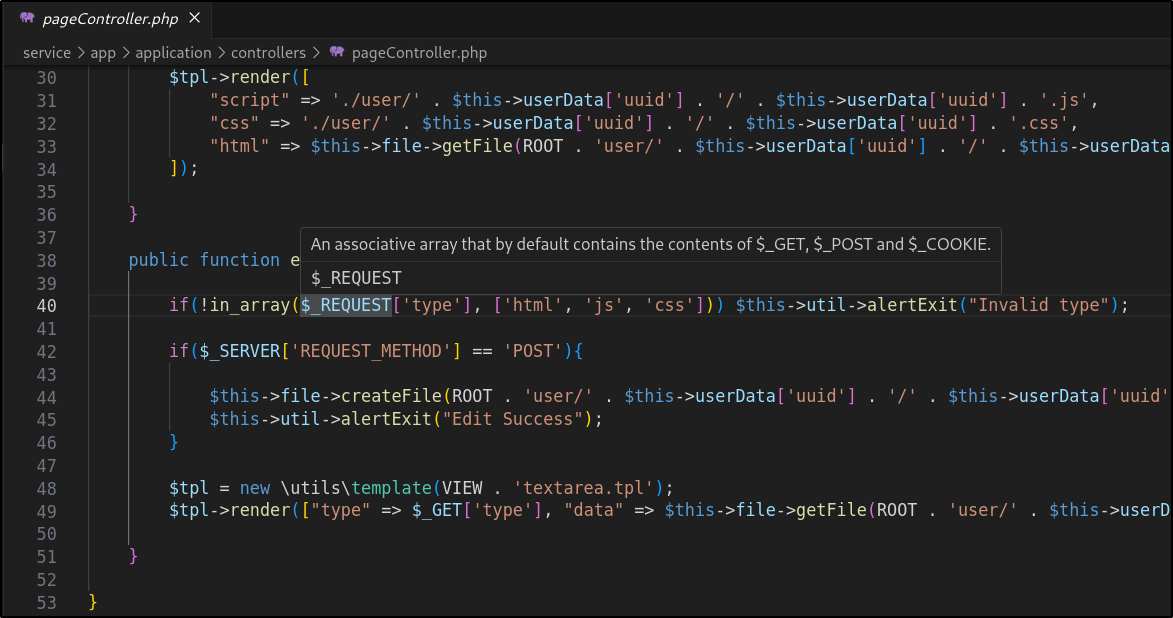 pageController.php ×
service > app > application > controllers > pageController.php
30 $tpl->render([
31 "script" => './user/' . $this->userData['uuid'] . '/' . $this->userData['uuid'] . '.js',
32 "css" => './user/' . $this->userData['uuid'] . '/' . $this->userData['uuid'] . '.css',
33 "html" => $this->file->getFile(ROOT . 'user/' . $this->userData['uuid'] . '/' . $this->userData
34 ]);
35
36 }
37
An associative array that by default contains the contents of $_GET, $_POST and $_COOKIE.
38 public function e
39 $_REQUEST
40 if(!in_array($_REQUEST['type'], ['html', 'js', 'css'])) $this->util->alertExit("Invalid type");
41
42 if($_SERVER['REQUEST_METHOD'] == 'POST'){
43
44 $this->file->createFile(ROOT . 'user/' . $this->userData['uuid'] . '/' . $this->userData['uuid'
45 $this->util->alertExit("Edit Success");
46 }
47
48 $tpl = new \utils\template(VIEW . 'textarea.tpl');
49 $tpl->render(["type" => $_GET['type'], "data" => $this->file->getFile(ROOT . 'user/' . $this->userD
50
51 }
52
53 }